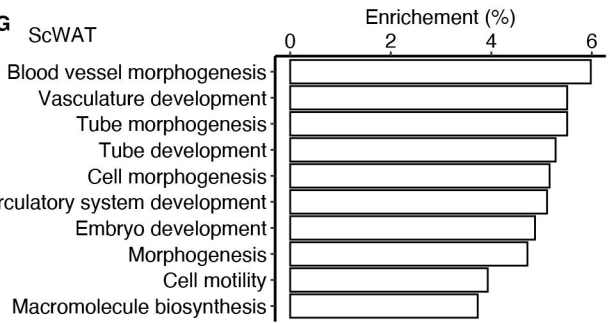 G
ScWAT
Enrichement (%)
0 2 4 6
Blood vessel morphogenesis
Vasculature development
Tube morphogenesis
Tube development
Cell morphogenesis
rculatory system development
Embryo development
Morphogenesis
Cell motility
Macromolecule biosynthesis